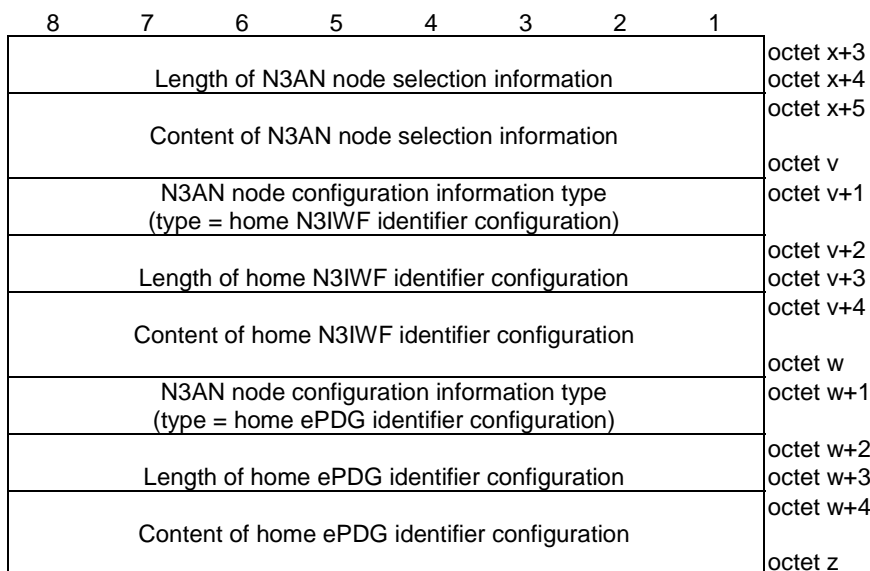 8 7 6 5 4 3 2 1
octet x+3
Length of N3AN node selection information octet x+4
octet x+5
Content of N3AN node selection information
octet v
N3AN node configuration information type octet v+1
(type = home N3IWF identifier configuration)
octet v+2
Length of home N3IWF identifier configuration octet v+3
octet v+4
Content of home N3IWF identifier configuration
octet w
N3AN node configuration information type octet w+1
(type = home ePDG identifier configuration)
octet w+2
Length of home ePDG identifier configuration octet w+3
octet w+4
Content of home ePDG identifier configuration
octet z